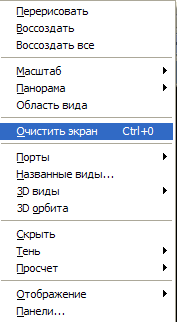 Перерисовать
Воссоздать
Воссоздать все
Масштаб
Панорама
Область вида
Очистить экран Ctrl+0
Порты
Названные виды...
3D виды
3D орбита
Скрыть
Тень
Просчет
Отображение
Панели...